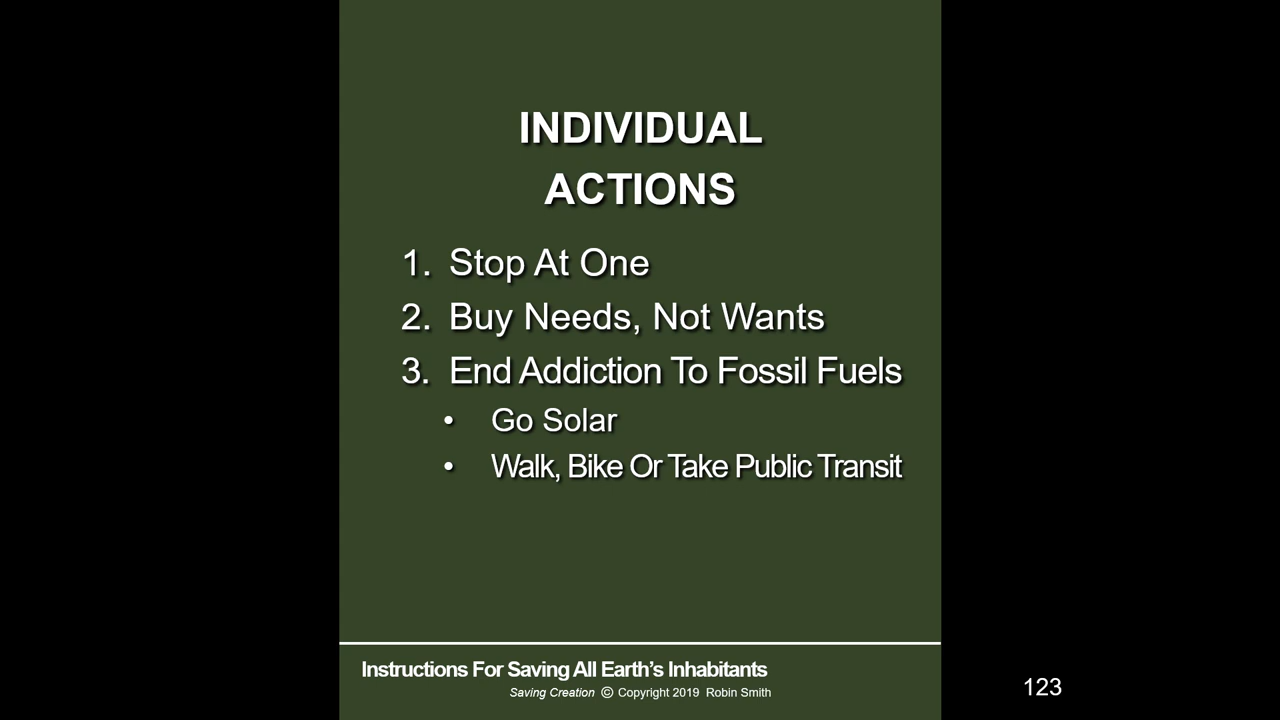 INDIVIDUAL
ACTIONS
1. Stop At One
2. Buy Needs, Not Wants
3. End Addiction To Fossil Fuels
• Go Solar
• Walk, Bike Or Take Public Transit
Instructions For Saving All Earth's Inhabitants
Saving Creation © Copyright 2019 Robin Smith
123